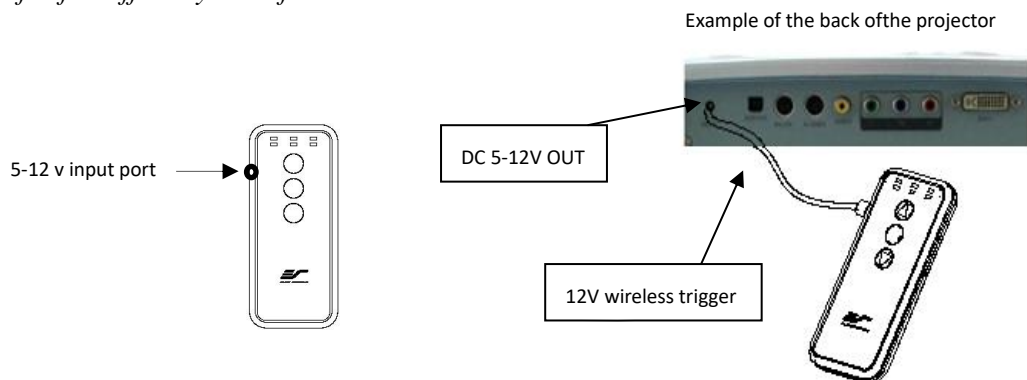 Example of the back ofthe projector
DC 5-12V OUT
5-12 v input port
12V wireless trigger